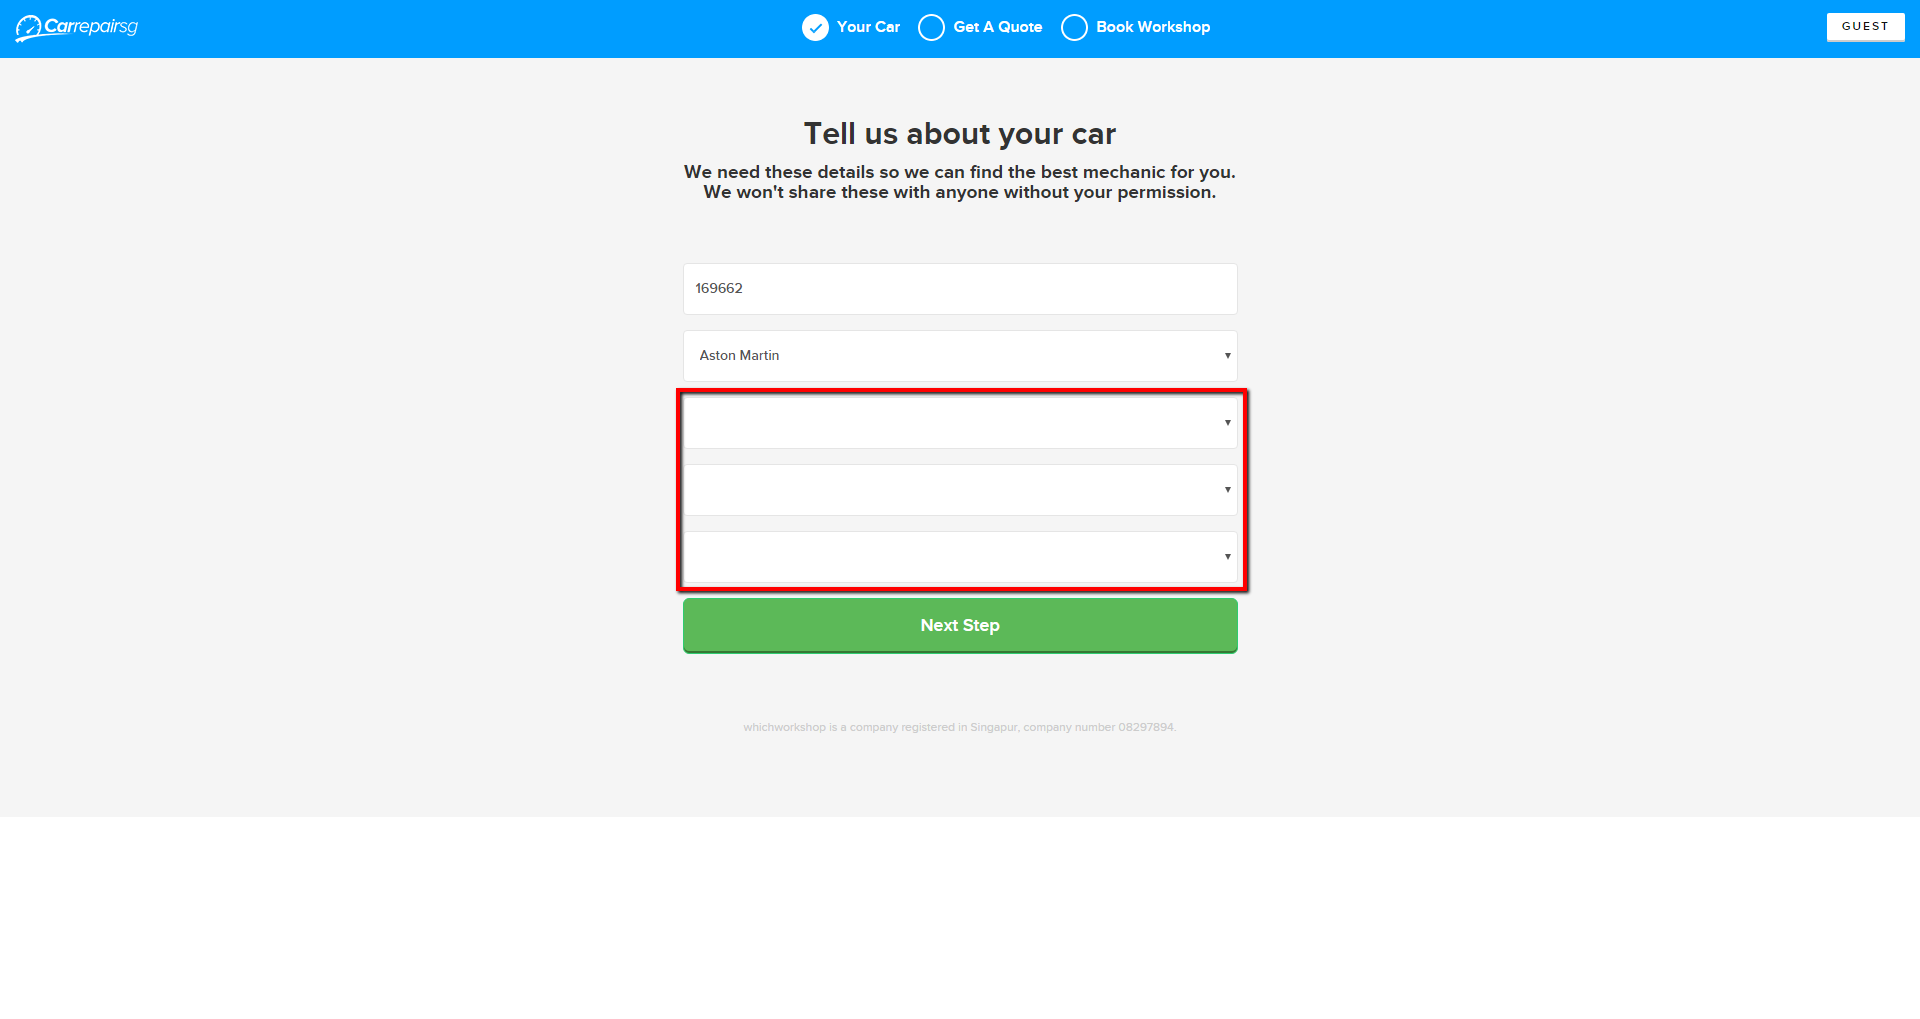 Carrepairsg
Your Car
Get A Quote
Book Workshop
GUEST
Tell us about your car
We need these details so we can find the best mechanic for you.
We won't share these with anyone without your permission.
169662
Aston Martin
Next Step
whichworkshop is a company registered in Singapur, company number 08297894.